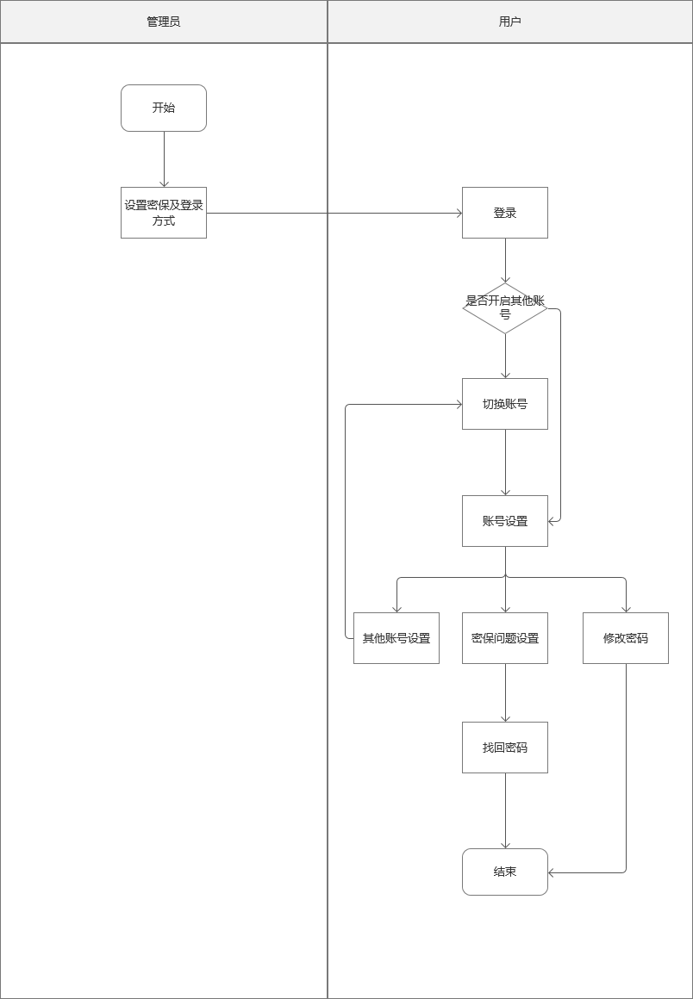 管理员
用户
开始
设置密保及登录
方式
登录
是否开启其他账
号
切换账号
账号设置
其他账号设置
密保问题设置
修改密码
找回密码
结束